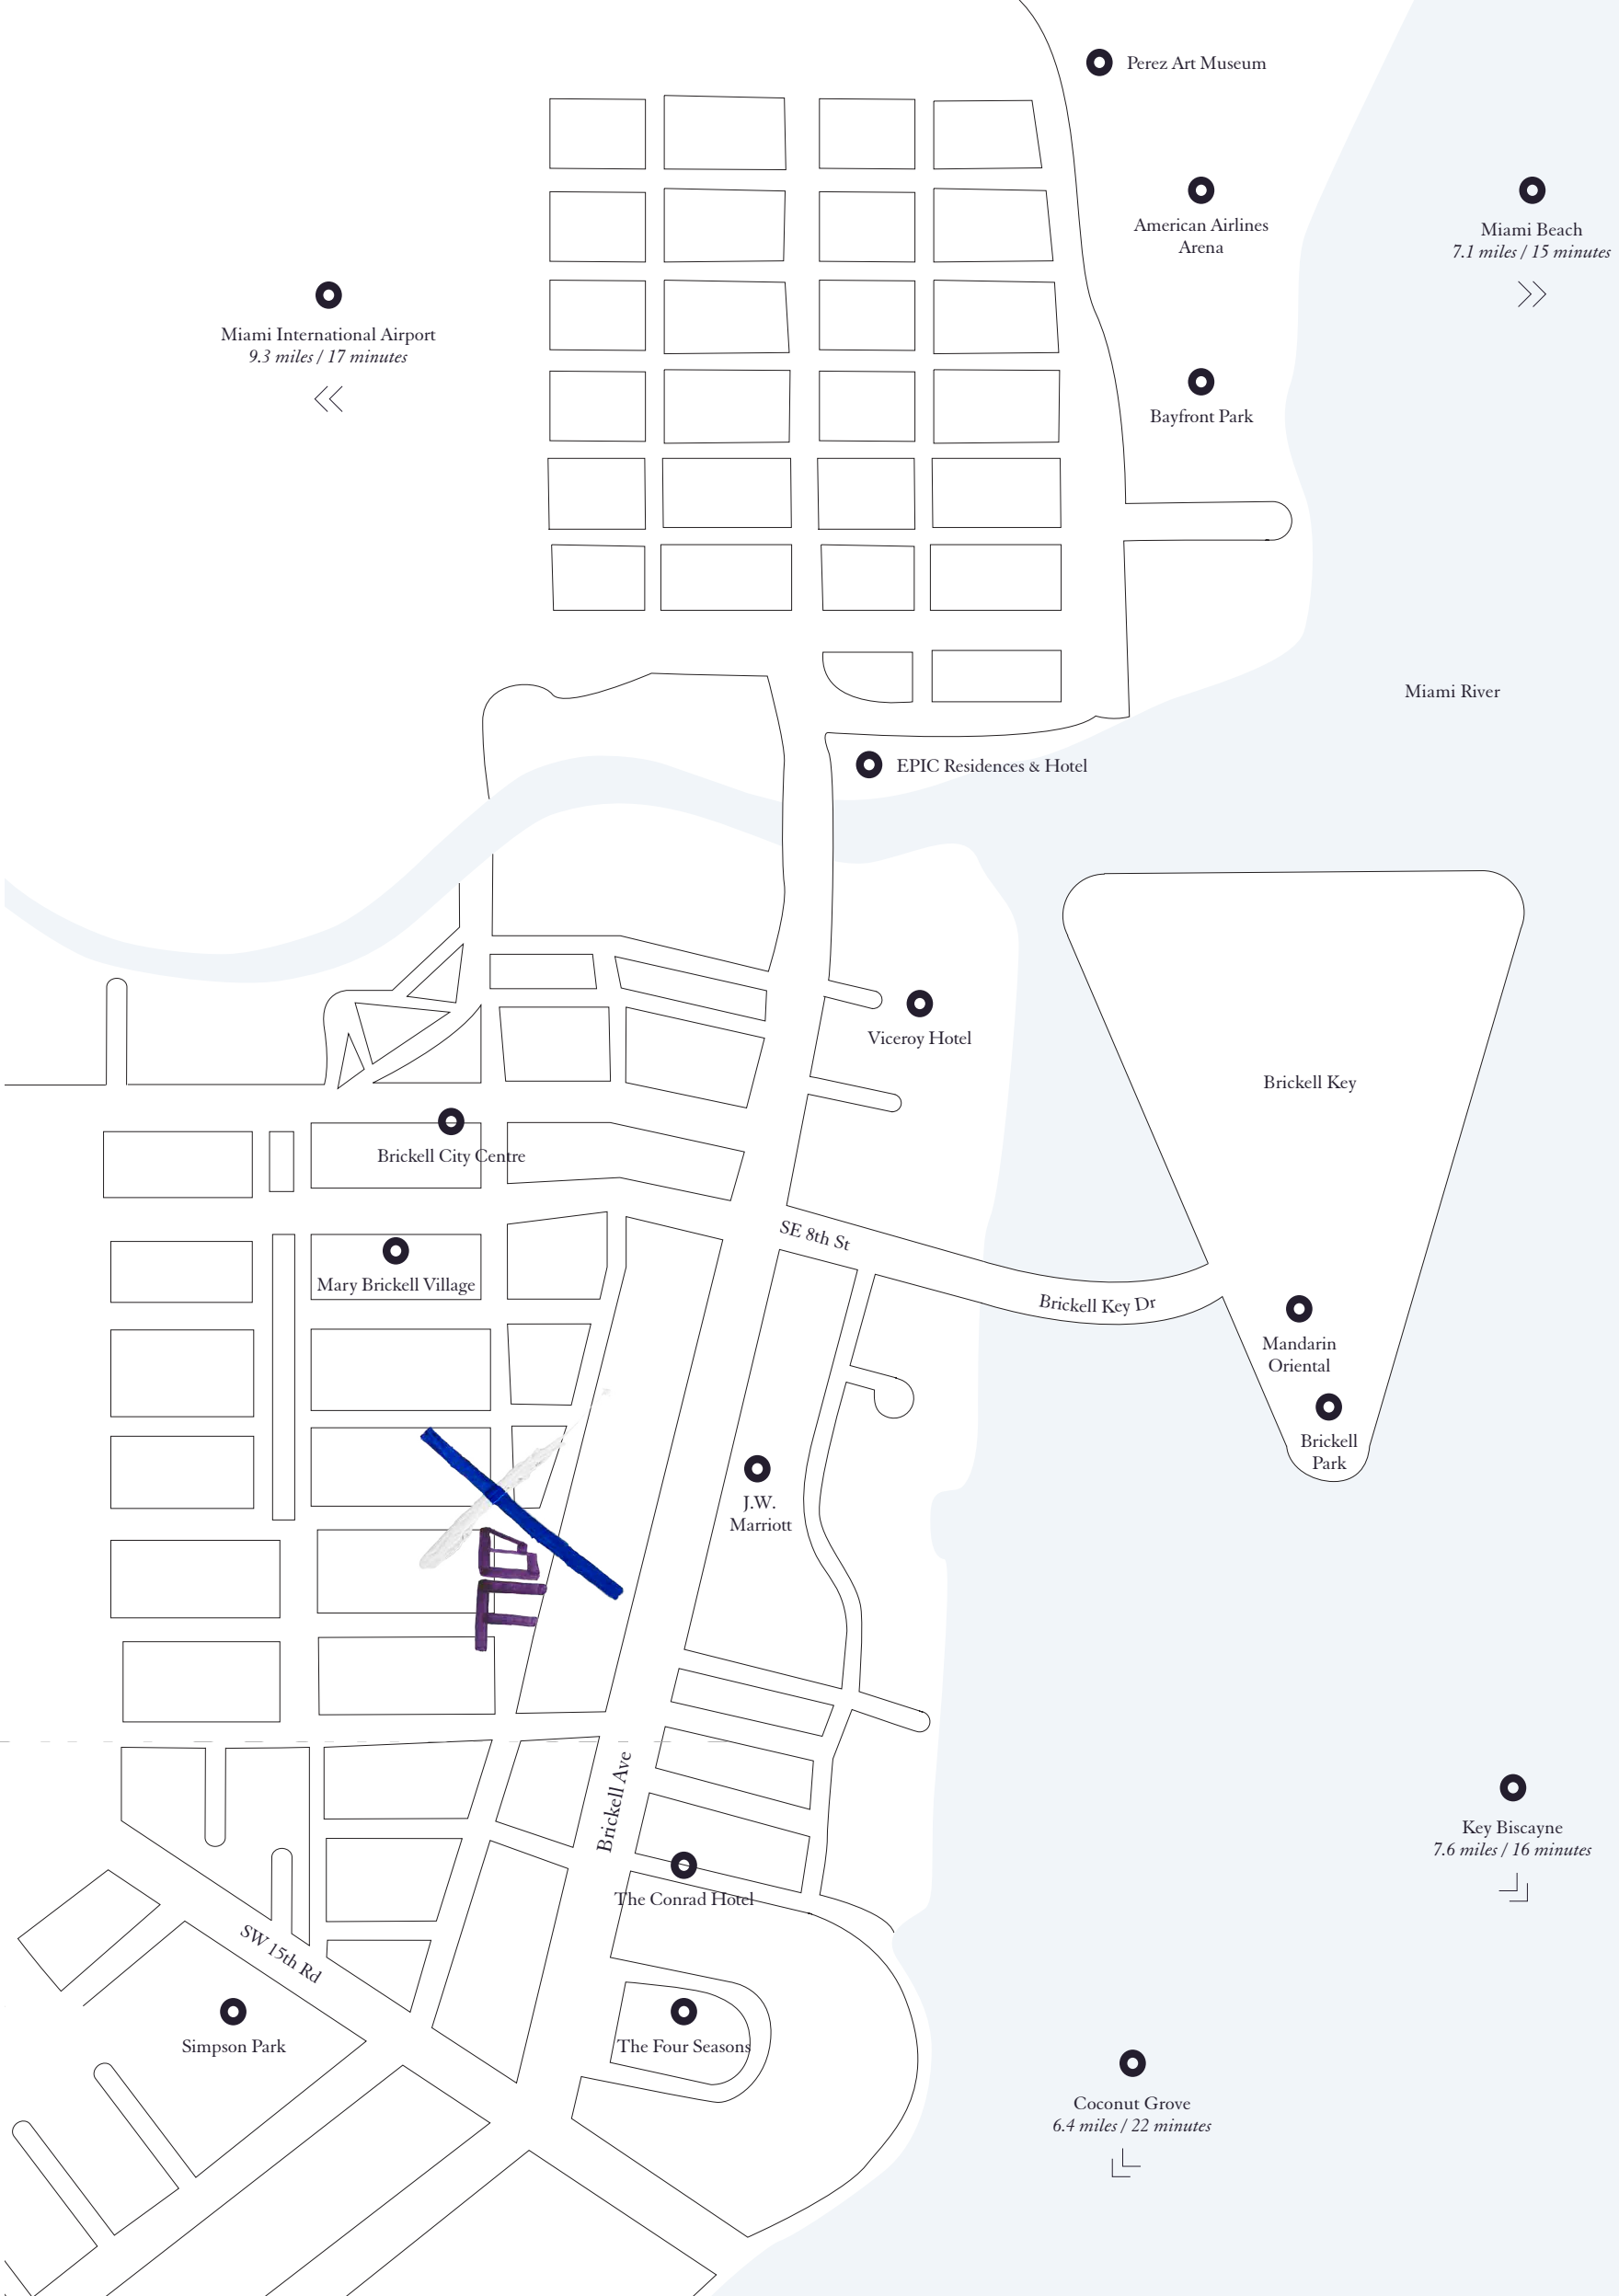 Perez Art Museum
American Airlines
Arena
Miami Beach
7.1 miles / 15 minutes
Miami International Airport
9.3 miles / 17 minutes
Bayfront Park
Miami River
EPIC Residences & Hotel
Viceroy Hotel
Brickell Key
Brickell City Centre
SE 8th St
Mary Brickell Village
Brickell Key Dr
Mandarin
Oriental
Brickell
Park
J.W.
Marriott
Brickell Ave
Key Biscayne
7.6 miles / 16 minutes
The Conrad Hotel
SW 15th Rd
Simpson Park
The Four Seasons
Coconut Grove
6.4 miles / 22 minutes